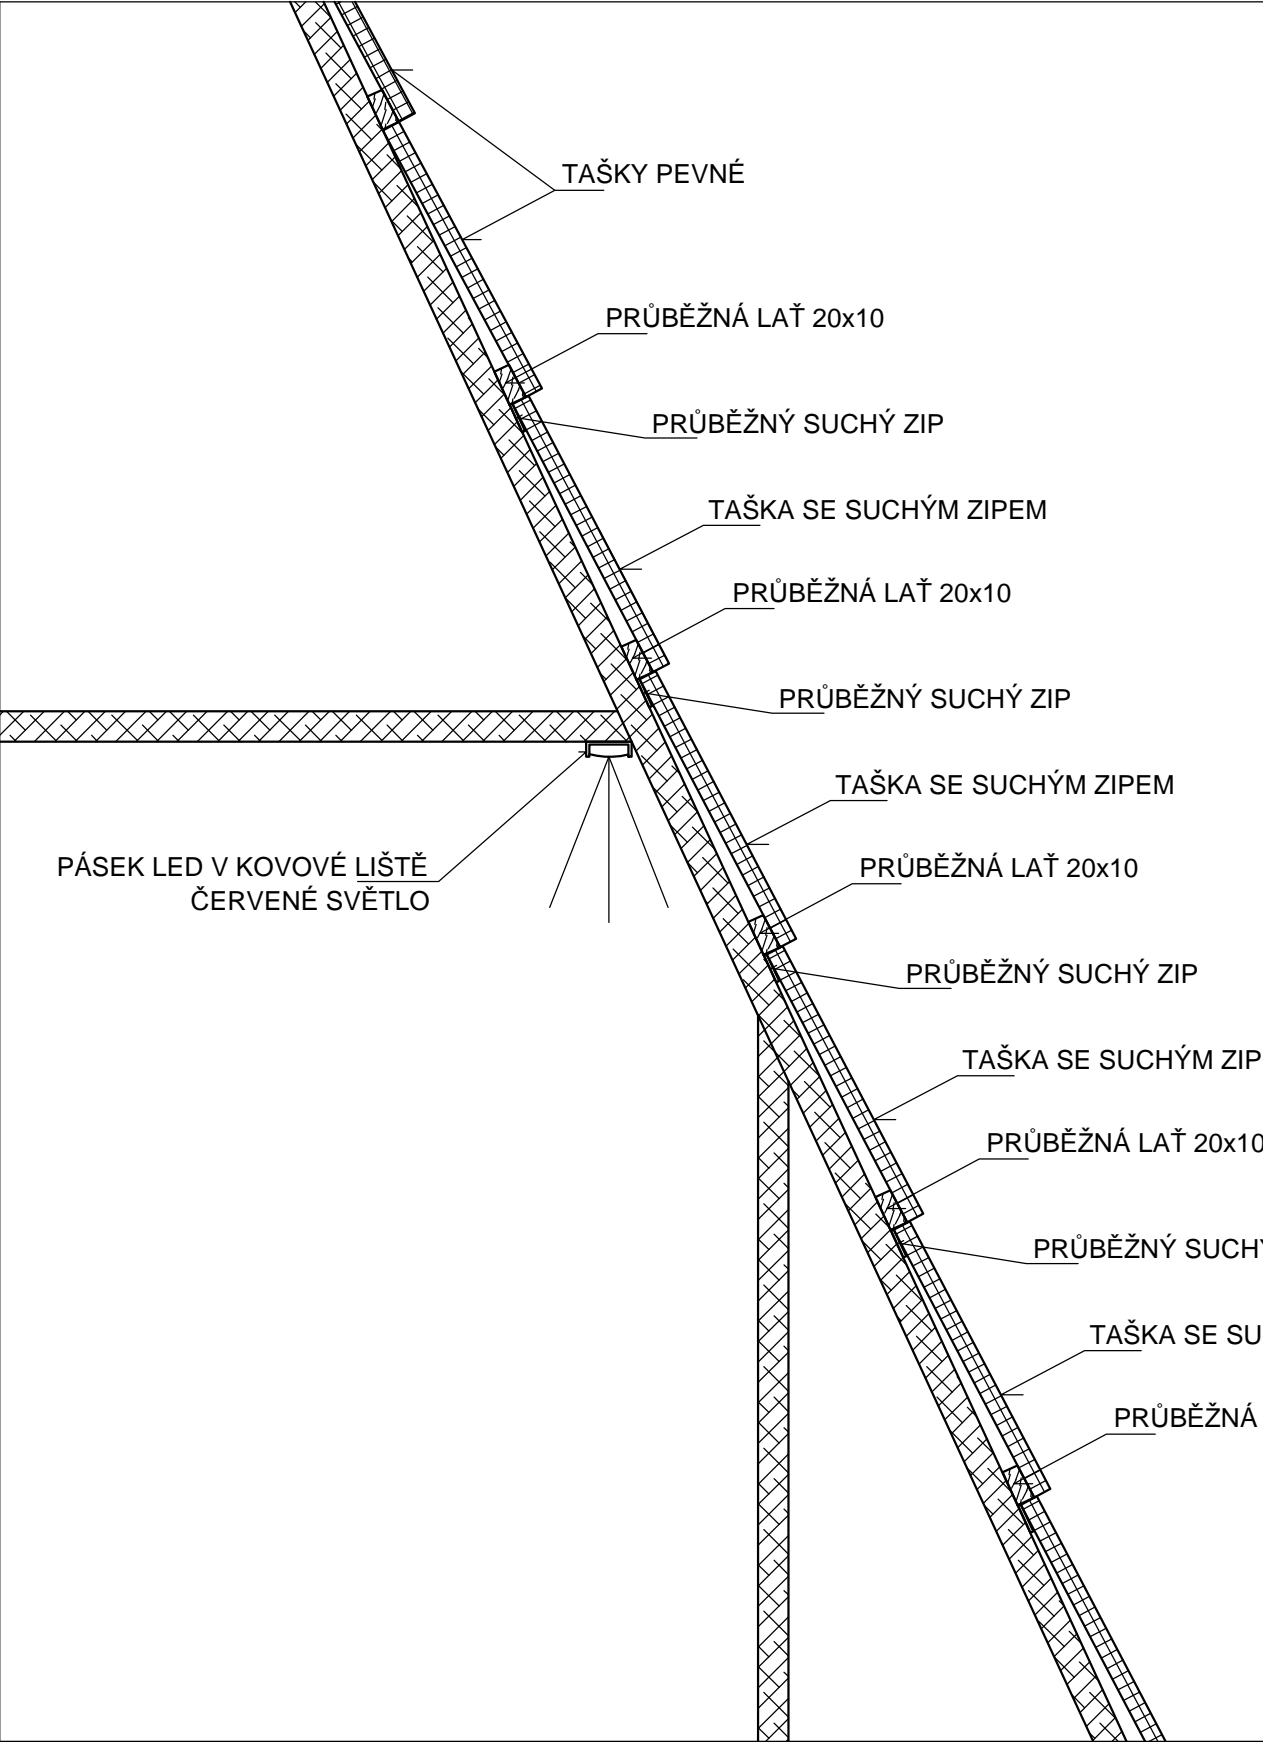 TAŠKY PEVNÉ
PRŮBĚŽNÁ LAŤ 20x10
PRŮBĚŽNÝ SUCHÝ ZIP
TAŠKA SE SUCHÝM ZIPEM
PRŮBĚŽNÁ LAŤ 20x10
PRŮBĚŽNÝ SUCHÝ ZIP
TAŠKA SE SUCHÝM ZIPEM
PÁSEK LED V KOVOVÉ LIŠTĚ
ČERVENÉ SVĚTLO
PRŮBĚŽNÁ LAŤ 20x10
PRŮBĚŽNÝ SUCHÝ ZIP
TAŠKA SE SUCHÝM ZIP
PRŮBĚŽNÁ LAŤ 20x10
PRŮBĚŽNÝ SUCHÝ
TAŠKA SE SU
PRŮBĚŽNÁ